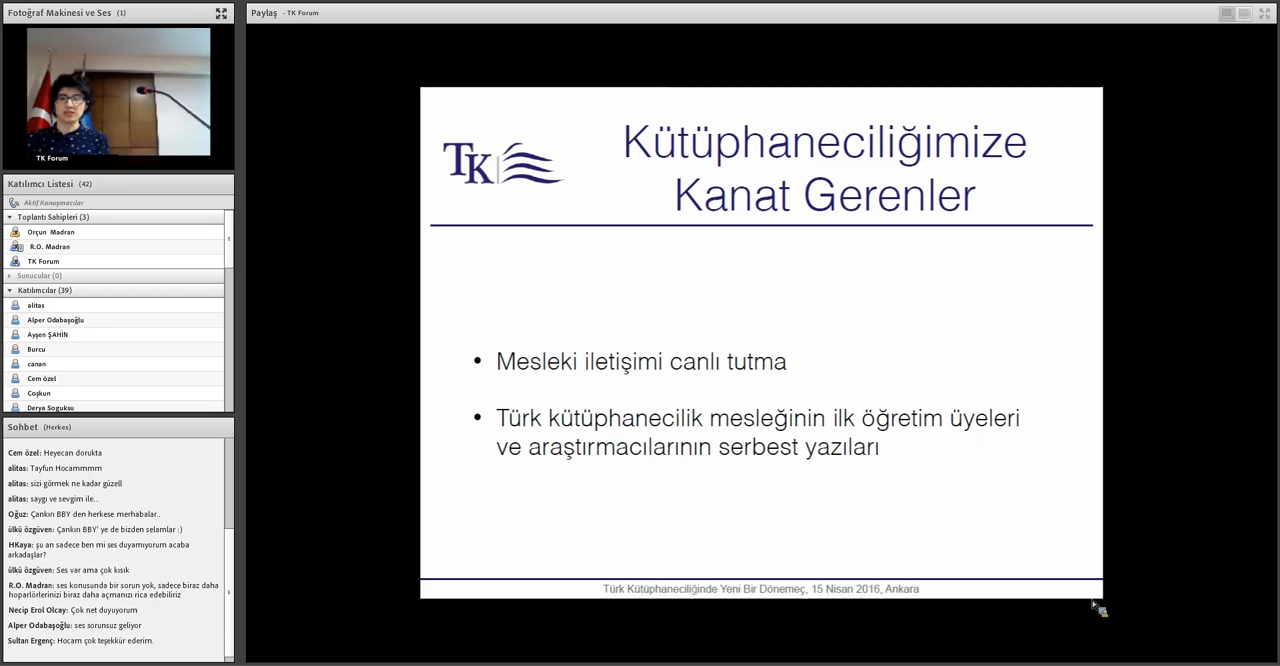 Fotoğraf Makinesi ve Ses (1)
TK Forum
Katılımcı Listesi (42)
Aktif Konuşmacılar
Toplantı Sahipleri (3)
Orçun Madran
R.O. Madran
TK Forum
Sunucular (0)
Katılımcılar (39)
alitas
Alper Odabaşoğlu
Ayşen ŞAHİN
Burcu
canan
Cem özel
Coşkun
Derya Soguksu
Sohbet (Herkes)
Cem özel: Heyecan dorukta
alitas: Tayfun Hocammmm
alitas: sizi görmek ne kadar güzell
alitas: saygı ve sevgim ile...
Oğuz: Çankırı BBY den herkese merhabalar..
ülkü özgüven: Çankırı BBY' ye de bizden selamlar :)
HKaya: şu an sadece ben mi ses duyamıyorum acaba
arkadaşlar?
ülkü özgüven: Ses var ama çok kısık
R.O. Madran: ses konusunda bir sorun yok, sadece biraz daha
hoparlörlerinizi biraz daha açmanızı rica edebiliriz
Necip Erol Olcay: Çok net duyuyorum
Alper Odabaşoğlu: ses sorunsuz geliyor
Sultan Ergenç: Hocam çok teşekkür ederim.
Paylaş - TK Forum
TK
Kütüphaneciliğimize
Kanat Gerenler
• Mesleki iletişimi canlı tutma
• Türk kütüphanecilik mesleğinin ilk öğretim üyeleri
ve araştırmacılarının serbest yazıları
Türk Kütüphaneciliğinde Yeni Bir Dönemeç, 15 Nisan 2016, Ankara